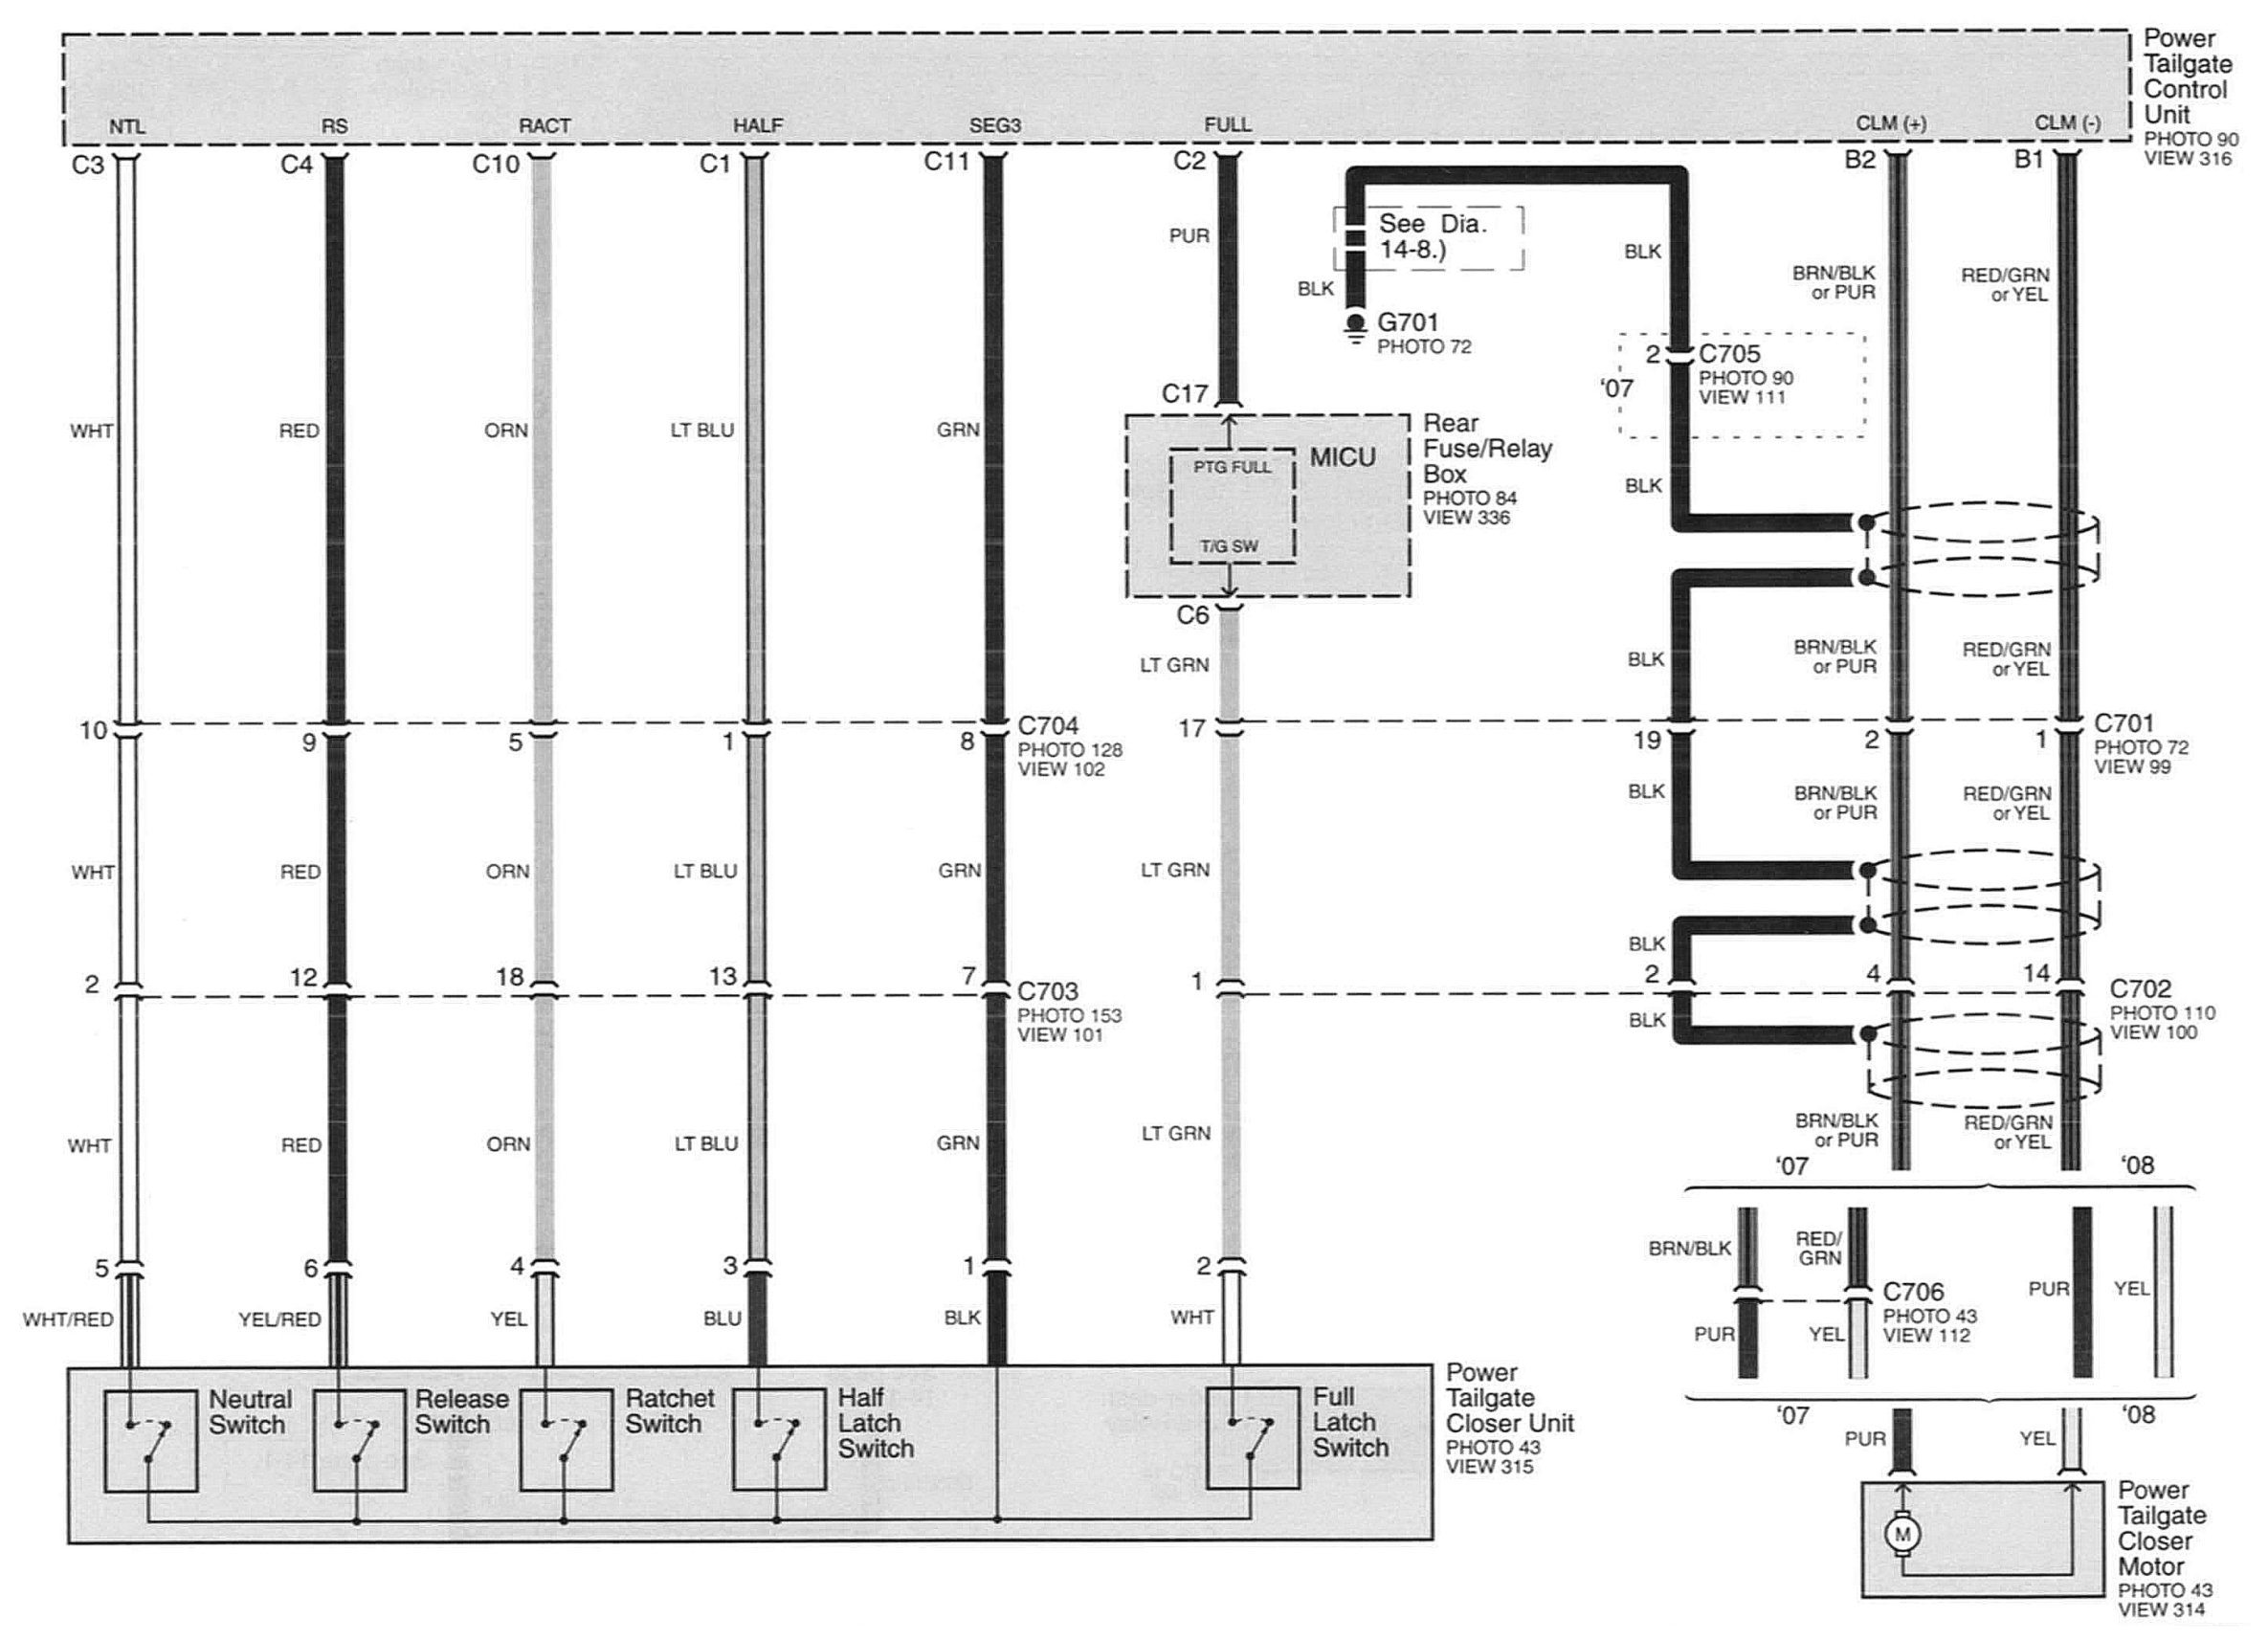 Power
Tailgate
Control
Unit
PHOTO 90
VIEW 316
NTL RS RACT HALF SEG3 FULL CLM (+) CLM (-)
C3 C4 C10 C1 C11 C2 B2 B1
PUR
See Dia.
14-8.)
BLK
BLK
BRN/BLK
or PUR
RED/GRN
or YEL
G701
PHOTO 72
2 C705
PHOTO 90
VIEW 111
'07
C17
WHT RED ORN LT BLU GRN
PTG FULL
MICU
T/G SW
Rear
Fuse/Relay
Box
PHOTO 84
VIEW 336
BLK
C6
LT GRN
BLK
BRN/BLK
or PUR
RED/GRN
or YEL
10 9 5 1 8
C704
PHOTO 128
VIEW 102
17 19 2 1
C701
PHOTO 72
VIEW 99
BLK
BRN/BLK
or PUR
RED/GRN
or YEL
WHT RED ORN LT BLU GRN LT GRN
BLK
2 12 18 13 7
C703
PHOTO 153
VIEW 101
1 2 4 14
C702
PHOTO 110
VIEW 100
BLK
WHT RED ORN LT BLU GRN LT GRN
BRN/BLK
or PUR
RED/GRN
or YEL
'07 '08
BRN/BLK
RED/
GRN
PUR YEL
C706
PHOTO 43
VIEW 112
PUR YEL
5 6 4 3 1 2
WHT/RED YEL/RED YEL BLU BLK WHT
Neutral
Switch
Release
Switch
Ratchet
Switch
Half
Latch
Switch
Full
Latch
Switch
Power
Tailgate
Closer Unit
PHOTO 43
VIEW 315
'07 '08
PUR YEL
M
Power
Tailgate
Closer
Motor
PHOTO 43
VIEW 314